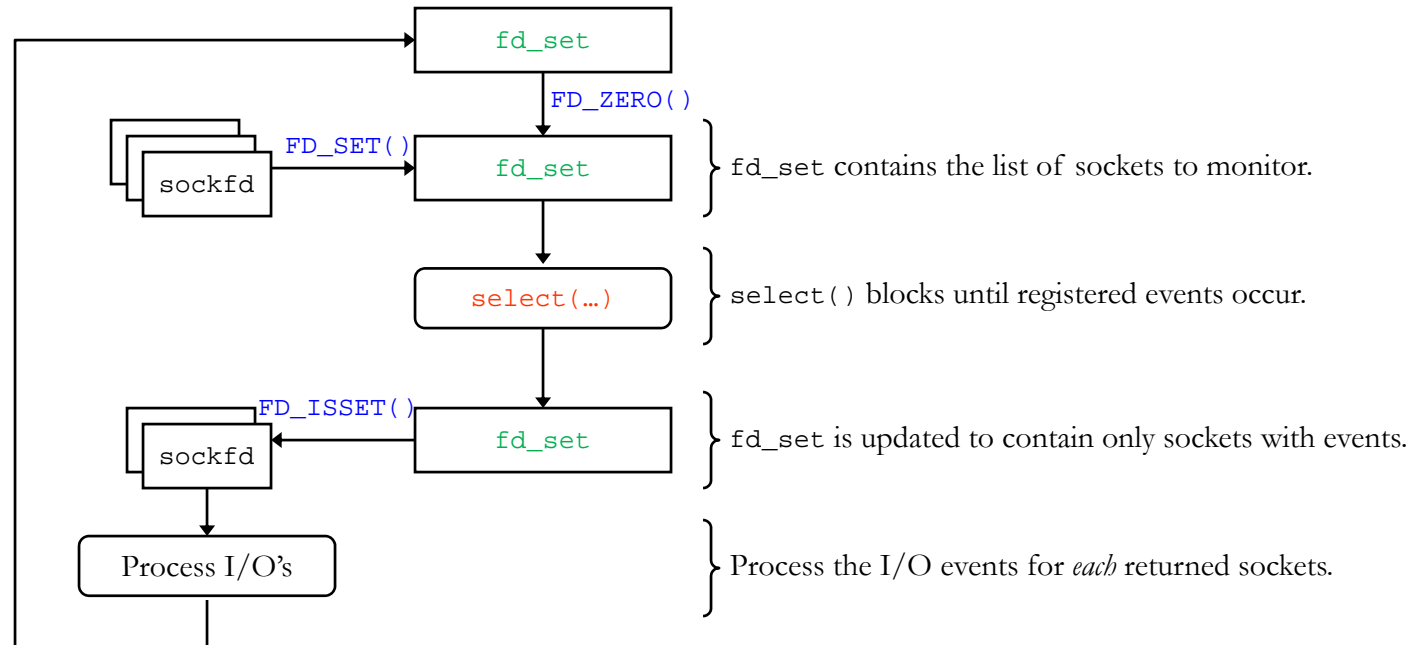 fd_set
FD_ZERO()
FD_SET()
sockfd
fd_set
fd_set contains the list of sockets to monitor.
select(…)
select() blocks until registered events occur.
FD_ISSET()
sockfd
fd_set
fd_set is updated to contain only sockets with events.
Process I/O’s
Process the I/O events for each returned sockets.